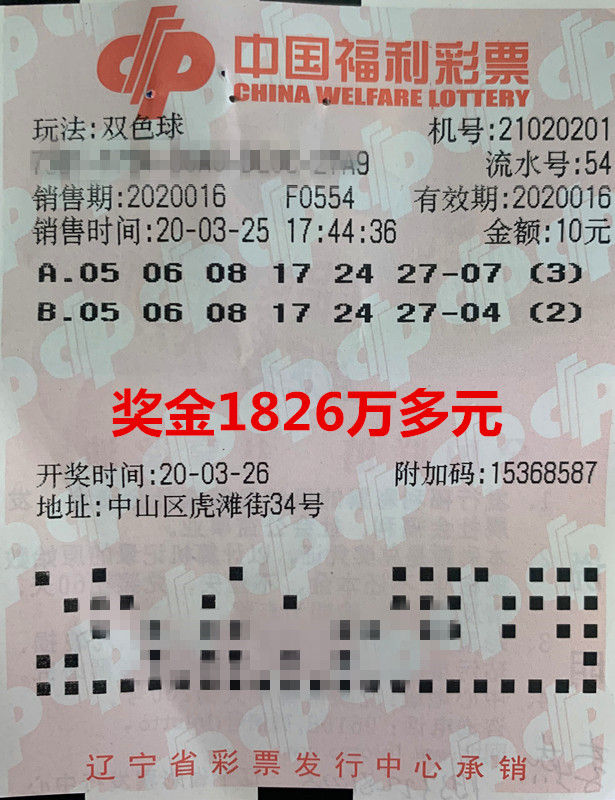 中国福利彩票
CHINA WELFARE LOTTERY
玩法:双色球 机号:21020201
流水号:54
销售期:2020016 F0554 有效期:2020016
销售时间:20-03-25 17:44:36 金额:10元
A.05 06 08 17 24 27-07 (3)
B.05 06 08 17 24 27-04 (2)
奖金1826万多元
开奖时间:20-03-26 附加码:15368587
地址:中山区虎滩街34号
辽宁省彩票发行中心承销